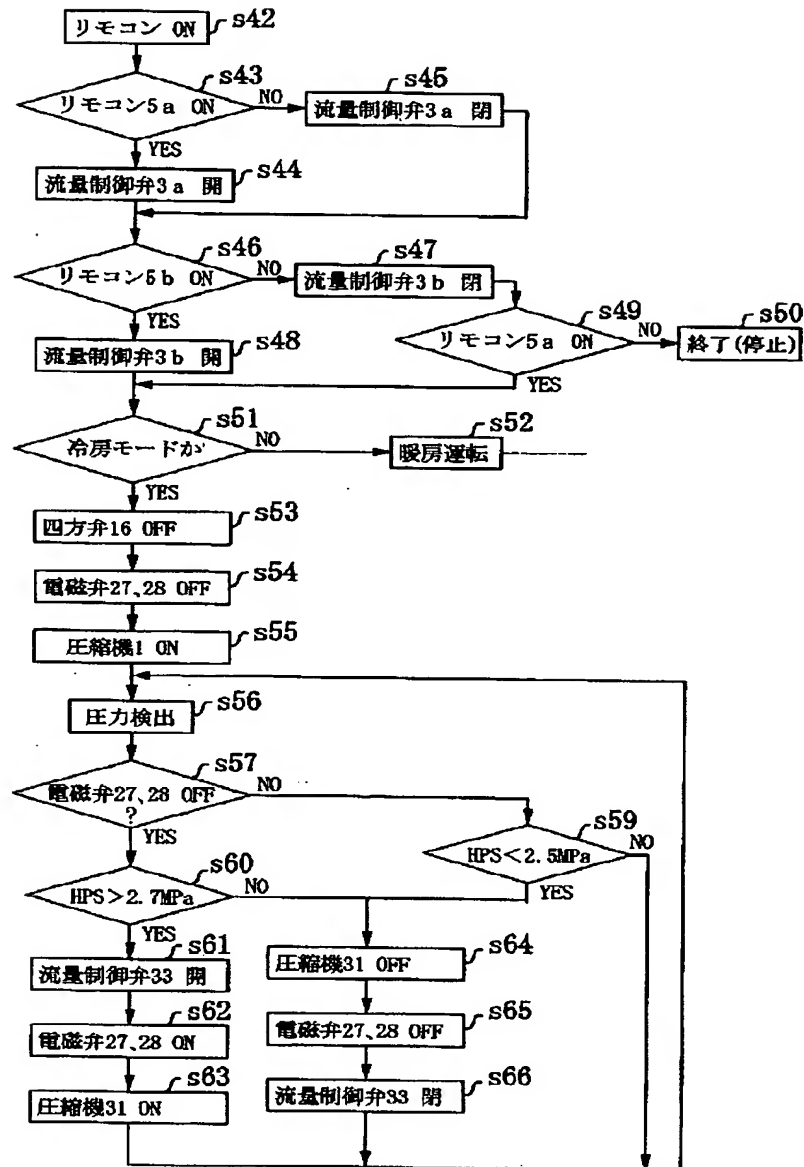 リモコン ON
s42
s43
リモコン5a ON
NO
YES
s45
流量制御弁3a 閉
s44
流量制御弁3a 開
s46
リモコン5b ON
NO
YES
s47
流量制御弁3b 閉
s48
流量制御弁3b 開
s49
リモコン5a ON
NO
YES
s50
終了(停止)
s51
冷房モードか
NO
YES
s52
暖房運転
s53
四方弁16 OFF
s54
電磁弁27、28 OFF
s55
圧縮機1 ON
s56
圧力検出
s57
電磁弁27、28 OFF
?
NO
YES
s59
HPS<2.5MPa
NO
YES
s60
HPS>2.7MPa
NO
YES
s61
流量制御弁33 開
s62
電磁弁27、28 ON
s63
圧縮機31 ON
s64
圧縮機31 OFF
s65
電磁弁27、28 OFF
s66
流量制御弁33 閉